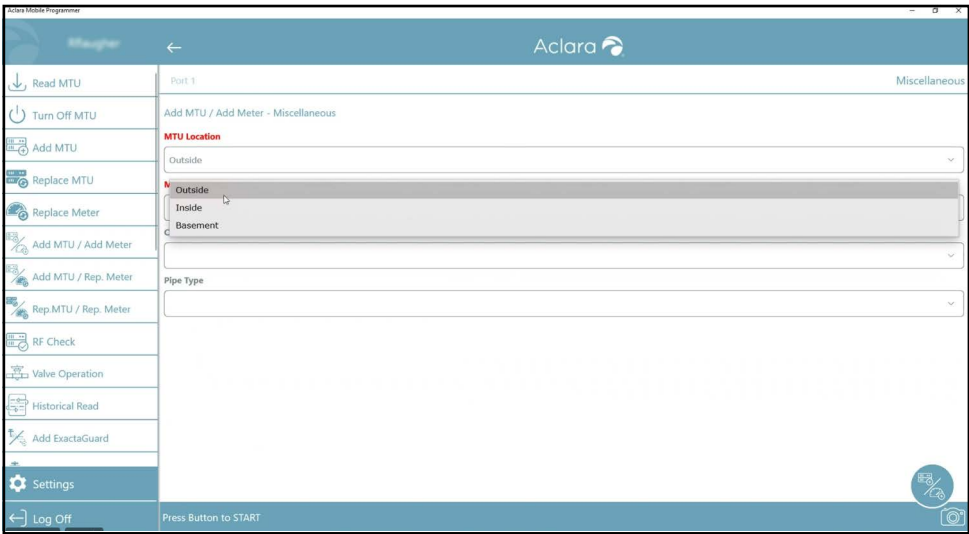 Aclara Mobile Programmer
Aclara
Read MTU
Turn Off MTU
Add MTU
Replace MTU
Replace Meter
Add MTU / Add Meter
Add MTU / Rep. Meter
Rep.MTU / Rep. Meter
RF Check
Valve Operation
Historical Read
Add ExactaGuard
Settings
Log Off
Port 1
Miscellaneous
Add MTU / Add Meter - Miscellaneous
MTU Location
Outside
Outside
Inside
Basement
Pipe Type
Press Button to START